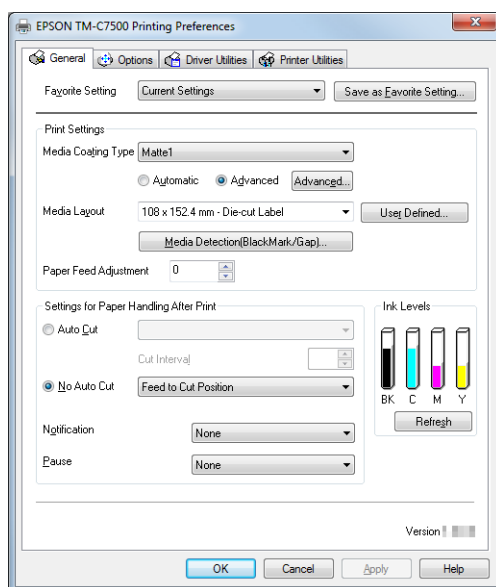 EPSON TM-C7500 Printing Preferences
General Options Driver Utilities Printer Utilities
Favorite Setting Current Settings Save as Favorite Setting...
Print Settings
Media Coating Type Matte1
Automatic Advanced Advanced...
Media Layout 108 x 152.4 mm - Die-cut Label User Defined...
Media Detection(BlackMark/Gap)...
Paper Feed Adjustment 0
Settings for Paper Handling After Print Ink Levels
Auto Cut
Cut Interval
No Auto Cut Feed to Cut Position
BK C M Y
Refresh
Notification None
Pause None
Version
OK Cancel Apply Help